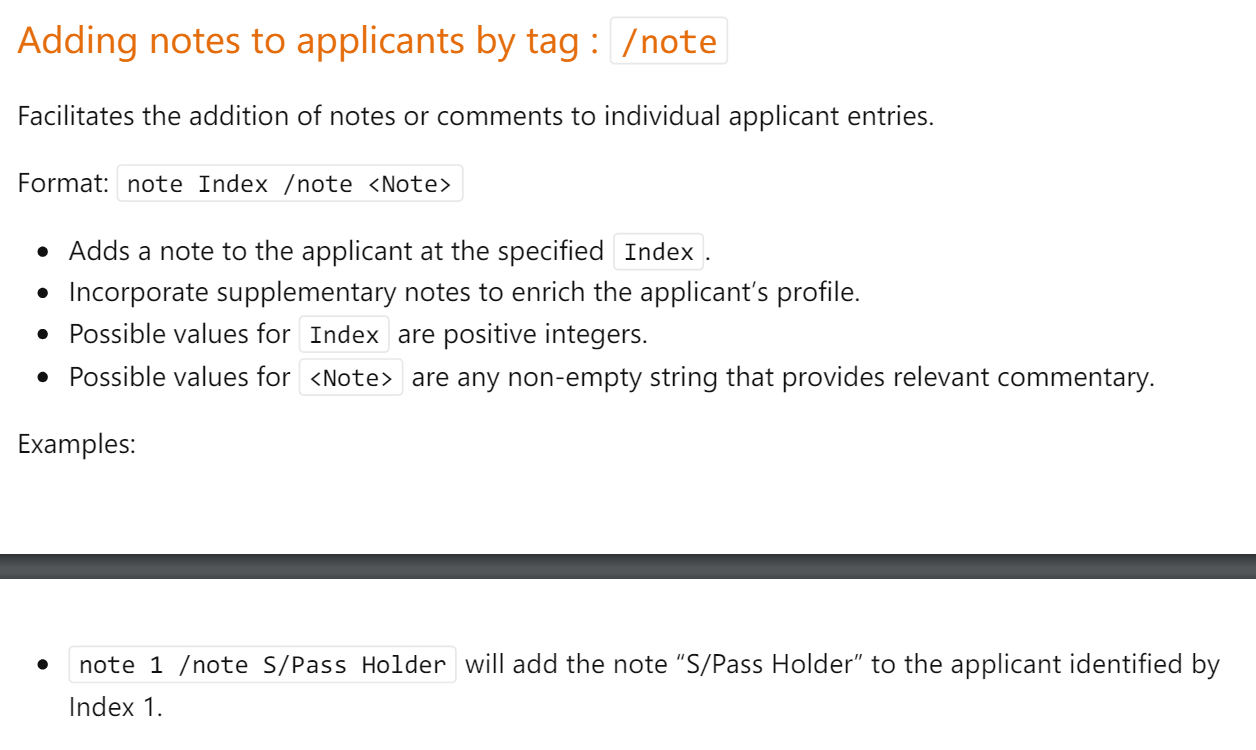 Adding notes to applicants by tag : /note
Facilitates the addition of notes or comments to individual applicant entries.
Format: note Index /note <Note>
• Adds a note to the applicant at the specified Index.
• Incorporate supplementary notes to enrich the applicant’s profile.
• Possible values for Index are positive integers.
• Possible values for <Note> are any non-empty string that provides relevant commentary.
Examples:
• note 1 /note S/Pass Holder will add the note “S/Pass Holder” to the applicant identified by
Index 1.